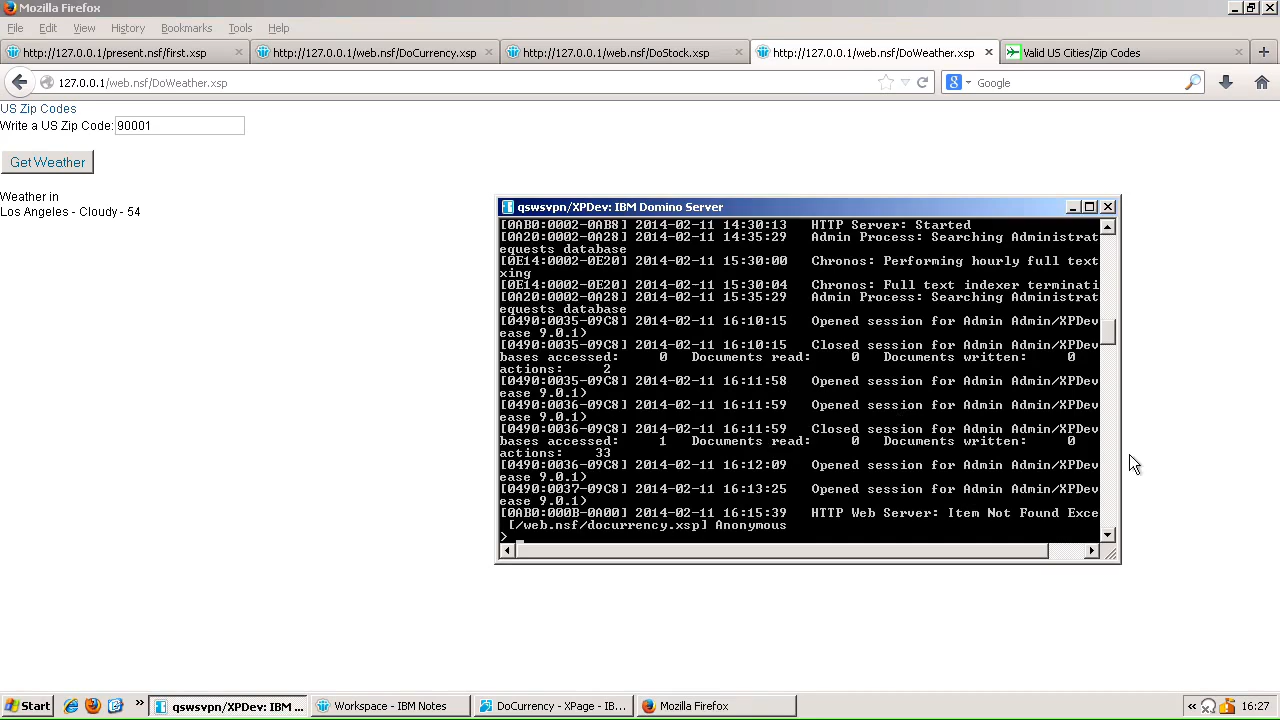 Mozilla Firefox
File Edit View History Bookmarks Tools Help
http://127.0.0.1/present.nsf/first.xsp × http://127.0.0.1/web.nsf/DoCurrency.xsp × http://127.0.0.1/web.nsf/DoStock.xsp × http://127.0.0.1/web.nsf/DoWeather.xsp × Valid US Cities/Zip Codes ×
127.0.0.1/web.nsf/DoWeather.xsp Google
US Zip Codes
Write a US Zip Code: 90001
Get Weather
Weather in
Los Angeles - Cloudy - 54
qswsvpn/XPDev: IBM Domino Server
[0AB0:0002-0AB8] 2014-02-11 14:30:13 HTTP Server: Started
[0A20:0002-0A28] 2014-02-11 14:35:29 Admin Process: Searching Administrat
equests database
[0E14:0002-0E20] 2014-02-11 15:30:00 Chronos: Performing hourly full text
xing
[0E14:0002-0E20] 2014-02-11 15:30:04 Chronos: Full text indexer terminati
[0A20:0002-0A28] 2014-02-11 15:35:29 Admin Process: Searching Administrat
equests database
[0490:0035-09C8] 2014-02-11 16:10:15 Opened session for Admin Admin/XPDev
ease 9.0.1)
[0490:0035-09C8] 2014-02-11 16:10:15 Closed session for Admin Admin/XPDev
bases accessed: 0 Documents read: 0 Documents written: 0
actions: 2
[0490:0035-09C8] 2014-02-11 16:11:58 Opened session for Admin Admin/XPDev
ease 9.0.1)
[0490:0036-09C8] 2014-02-11 16:11:59 Opened session for Admin Admin/XPDev
ease 9.0.1)
[0490:0036-09C8] 2014-02-11 16:11:59 Closed session for Admin Admin/XPDev
bases accessed: 1 Documents read: 0 Documents written: 0
actions: 33
[0490:0036-09C8] 2014-02-11 16:12:09 Opened session for Admin Admin/XPDev
ease 9.0.1)
[0490:0037-09C8] 2014-02-11 16:13:25 Opened session for Admin Admin/XPDev
ease 9.0.1)
[0AB0:000B-0A00] 2014-02-11 16:15:39 HTTP Web Server: Item Not Found Exce
[/web.nsf/docurrency.xsp] Anonymous
>
Start » qswsvpn/XPDev: IBM ... Workspace - IBM Notes DoCurrency - XPage - IB... Mozilla Firefox « 16:27